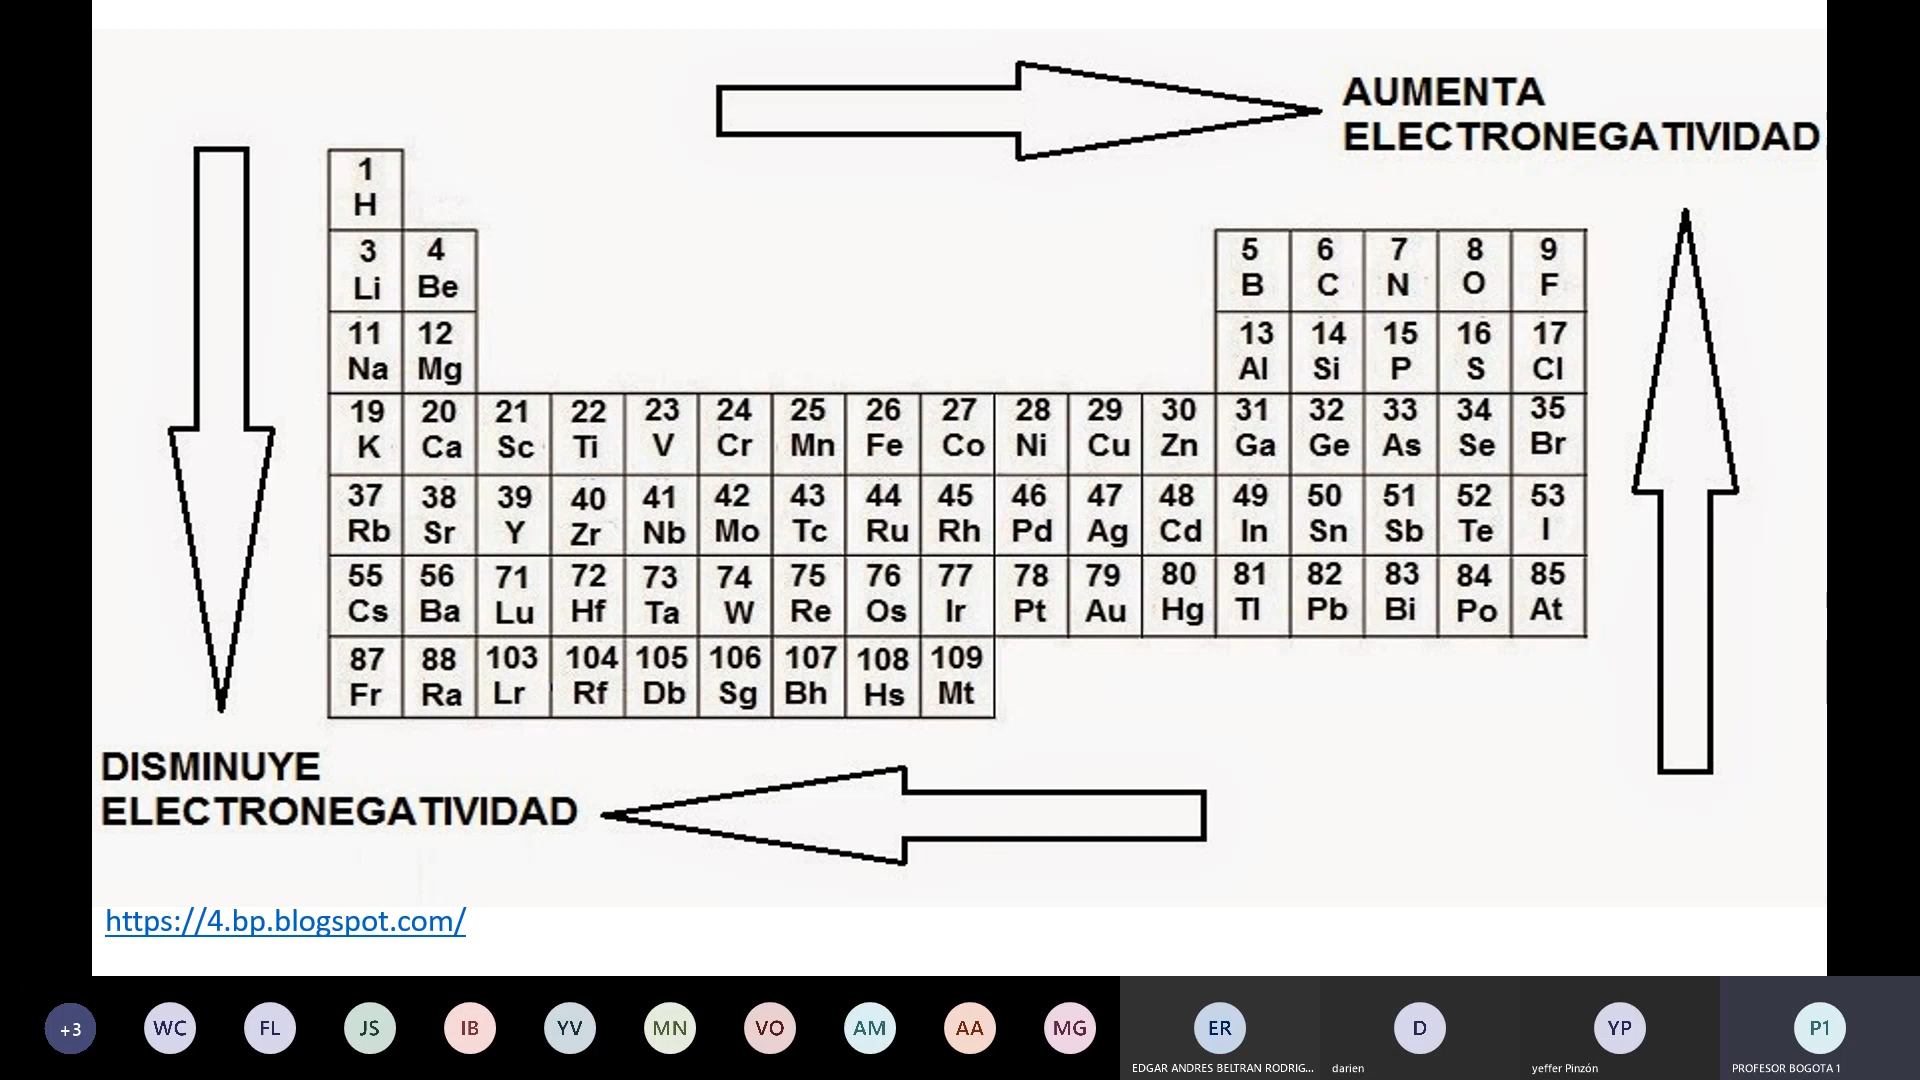 AUMENTA
ELECTRONEGATIVIDAD
1
H
3 4 5 6 7 8 9
Li Be B C N O F
11 12 13 14 15 16 17
Na Mg Al Si P S Cl
19 20 21 22 23 24 25 26 27 28 29 30 31 32 33 34 35
K Ca Sc Ti V Cr Mn Fe Co Ni Cu Zn Ga Ge As Se Br
37 38 39 40 41 42 43 44 45 46 47 48 49 50 51 52 53
Rb Sr Y Zr Nb Mo Tc Ru Rh Pd Ag Cd In Sn Sb Te I
55 56 71 72 73 74 75 76 77 78 79 80 81 82 83 84 85
Cs Ba Lu Hf Ta W Re Os Ir Pt Au Hg Tl Pb Bi Po At
87 88 103 104 105 106 107 108 109
Fr Ra Lr Rf Db Sg Bh Hs Mt
DISMINUYE
ELECTRONEGATIVIDAD
https://4.bp.blogspot.com/
+3 WC FL JS IB YV MN VO AM AA MG ER D YP P1
EDGAR ANDRES BELTRAN RODRIG... darien yeffer Pinzón PROFESOR BOGOTA 1